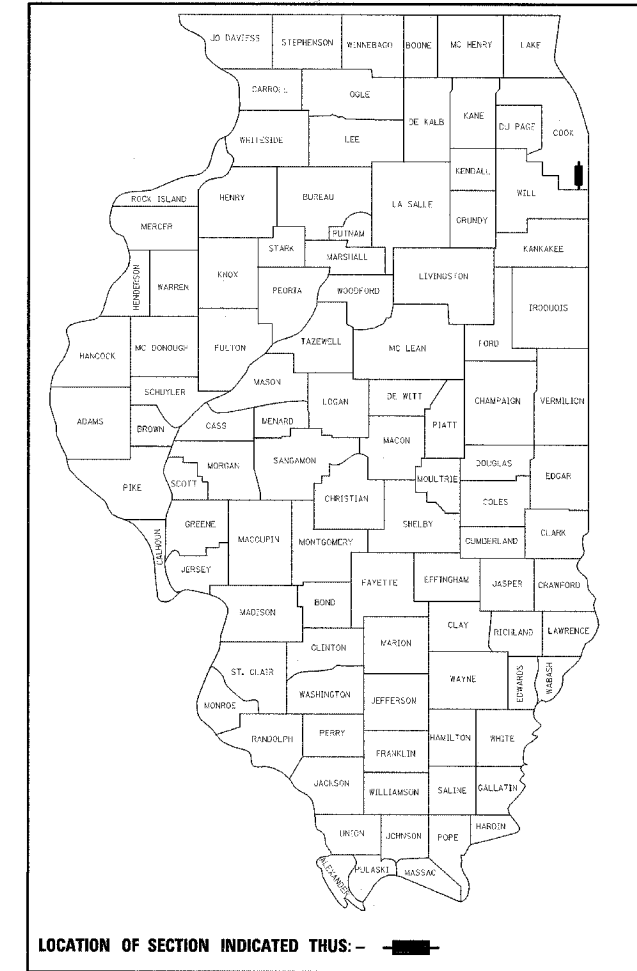 JO DAVIESS STEPHENSON WINNEBAGO BOONE MC HENRY LAKE
CARROLL OGLE DE KALB KANE DU PAGE COOK
WHITESIDE LEE KENDALL WILL
ROCK ISLAND HENRY BUREAU LA SALLE GRUNDY
MERCER PUTNAM KANKAKEE
HENDERSON WARREN KNOX STARK MARSHALL LIVINGSTON
PEORIA WOODFORD IROQUOIS
HANCOCK MC DONOUGH FULTON TAZEWELL MC LEAN FORD
SCHUYLER MASON LOGAN DE WITT CHAMPAIGN VERMILION
ADAMS BROWN CASS MENARD MACON PIATT
PIKE SCOTT MORGAN SANGAMON CHRISTIAN MOULTRIE DOUGLAS EDGAR
COLES
CALHOUN GREENE MACOUPIN MONTGOMERY SHELBY CUMBERLAND CLARK
JERSEY FAYETTE EFFINGHAM JASPER CRAWFORD
MADISON BOND CLAY RICHLAND LAWRENCE
CLINTON MARION
ST. CLAIR WASHINGTON JEFFERSON WAYNE EDWARDS WABASH
MONROE RANDOLPH PERRY HAMILTON WHITE
FRANKLIN
JACKSON WILLIAMSON SALINE GALLATIN
UNION JOHNSON POPE HARDIN
ALEXANDER PULASKI MASSAC
LOCATION OF SECTION INDICATED THUS: -